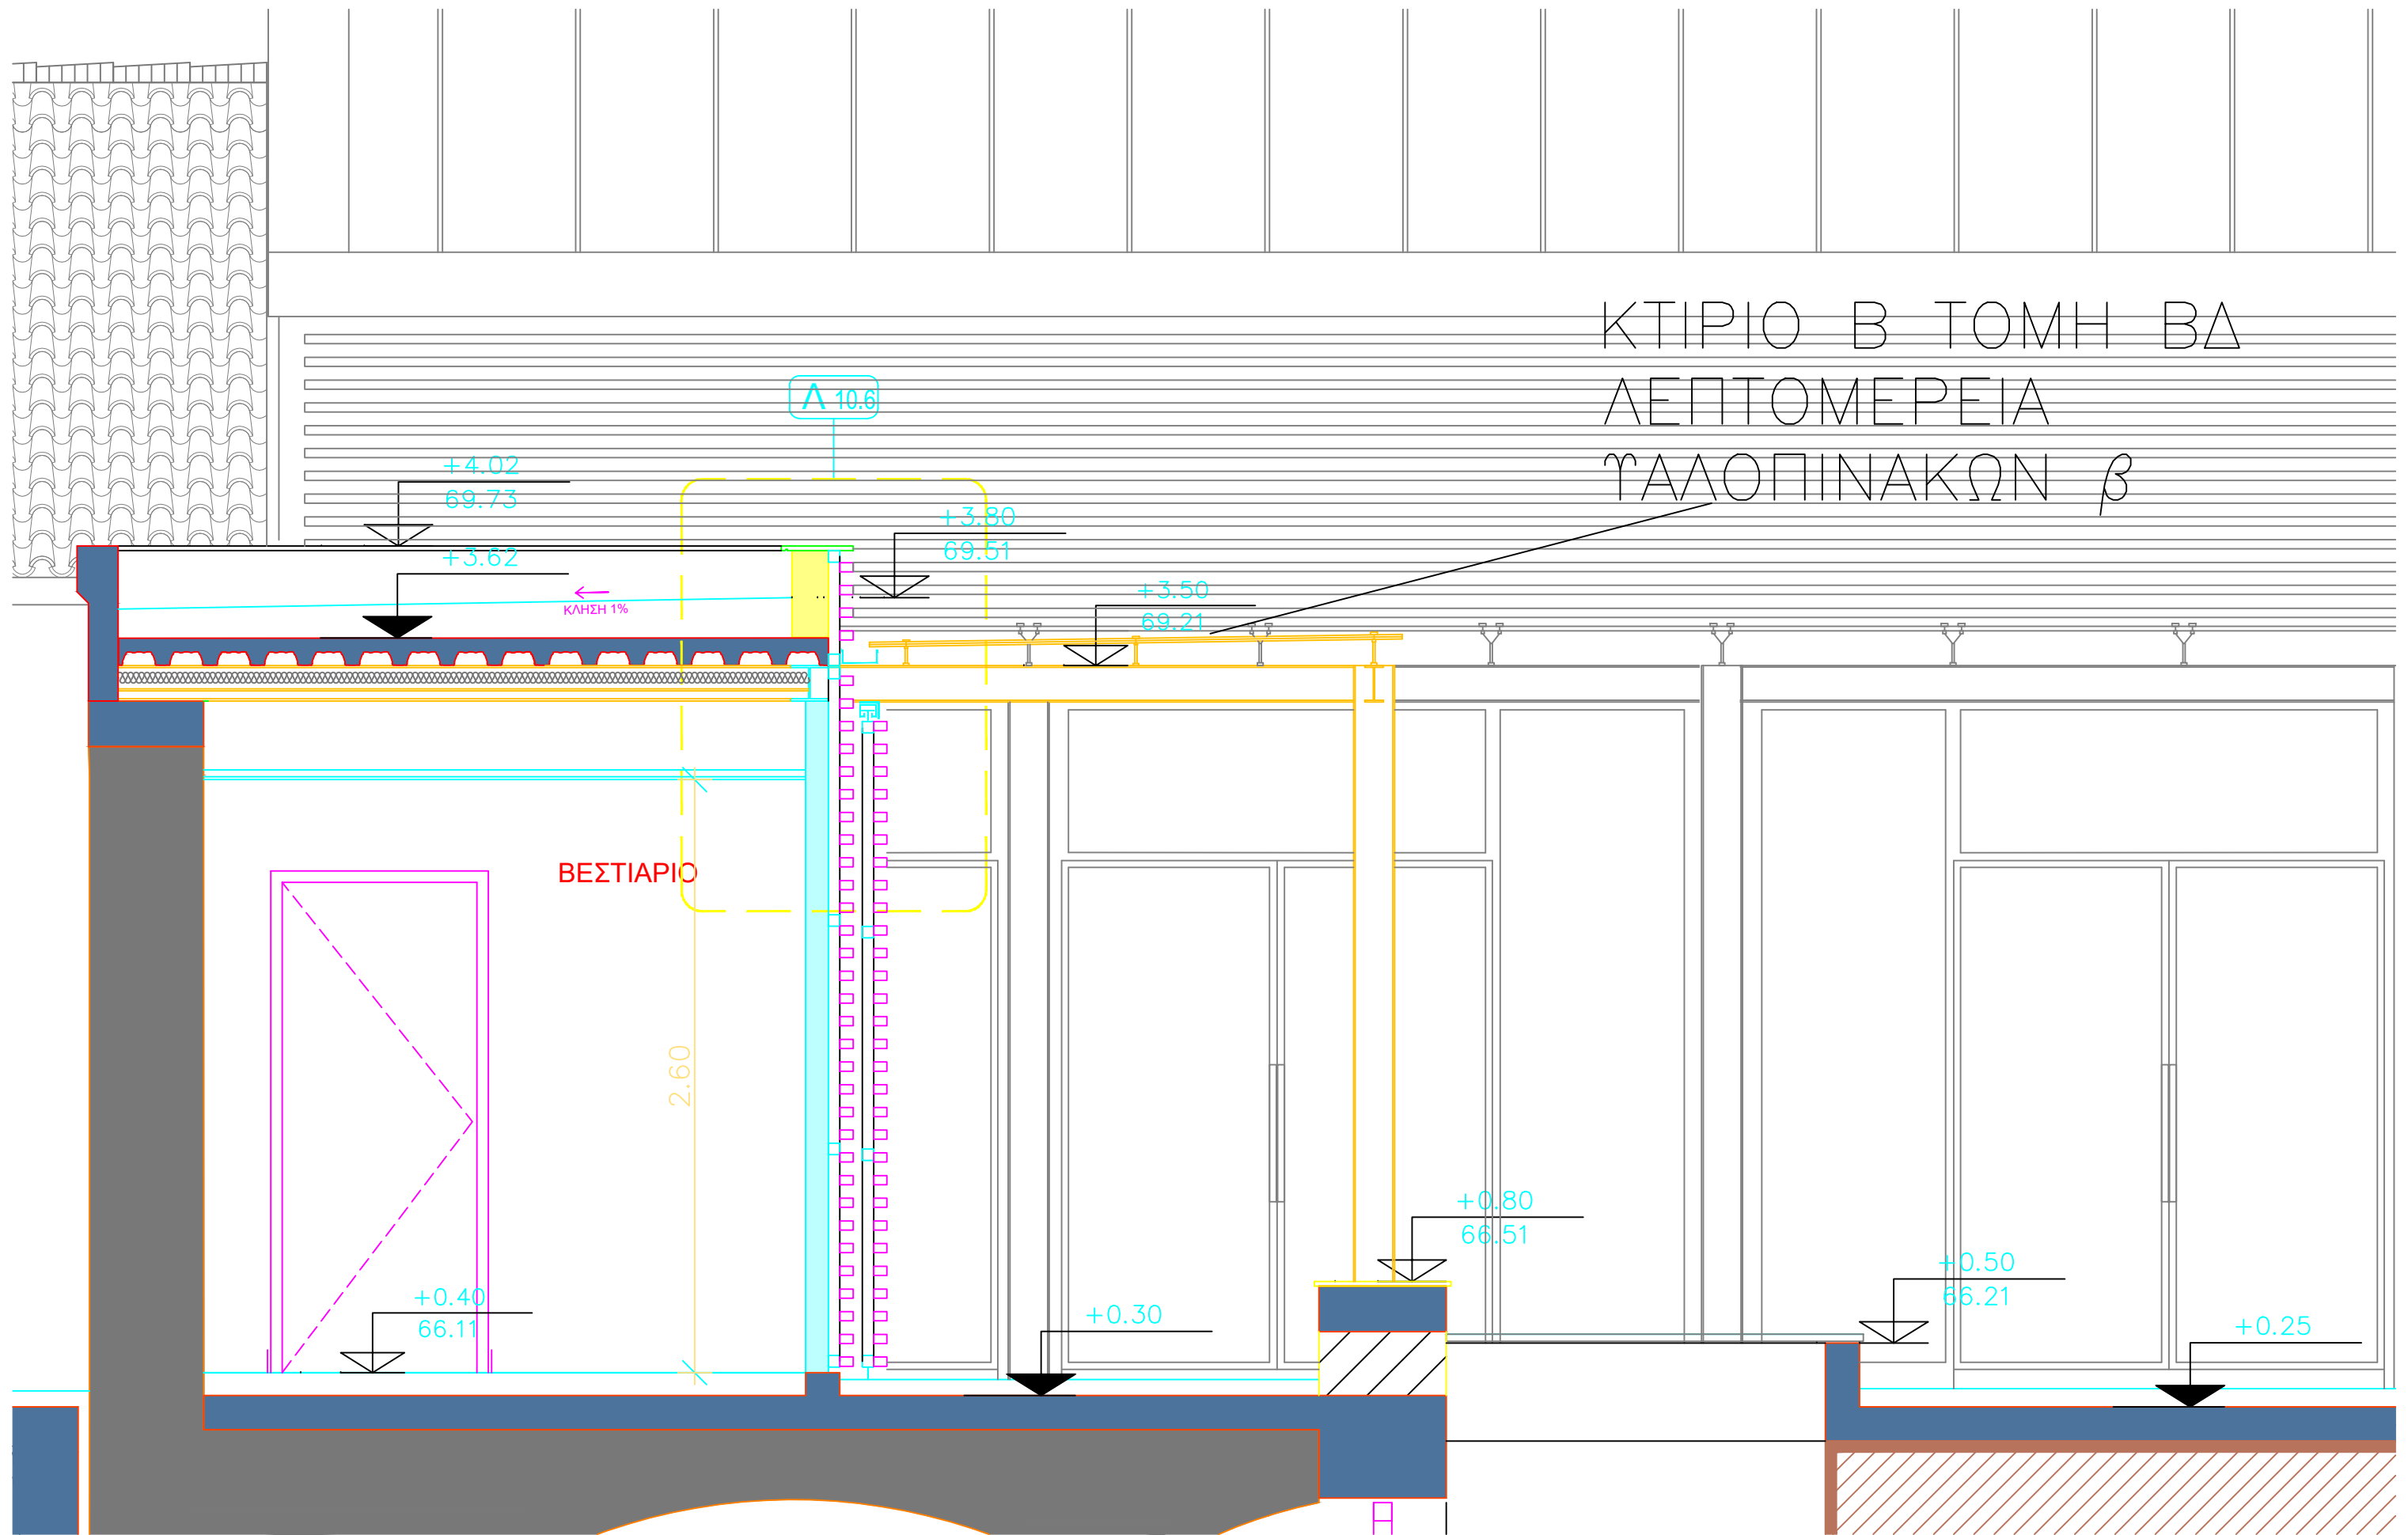 ΚΤΙΡΙΟ Β ΤΟΜΗ ΒΔ
ΛΕΠΤΟΜΕΡΕΙΑ
ΥΑΛΟΠΙΝΑΚΩΝ β
Λ 10.6
+4.02
69.73
+3.80
69.51
+3.62
ΚΛΗΣΗ 1%
+3.50
69.21
ΒΕΣΤΙΑΡΙΟ
2.60
+0.80
66.51
+0.50
66.21
+0.40
66.11
+0.30
+0.25